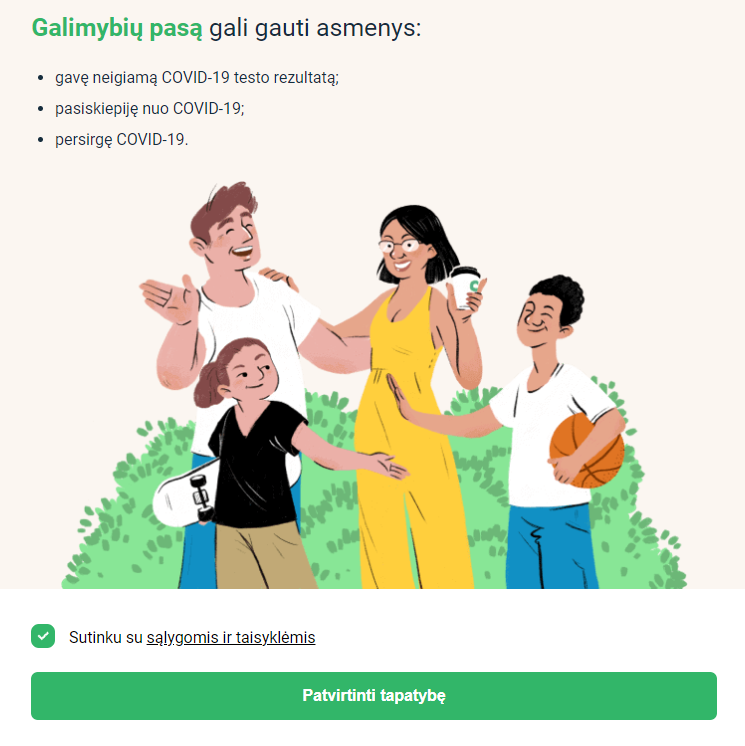 Galimybių pasą gali gauti asmenys:
gavę neigiamą COVID-19 testo rezultatą;
pasiskiepiję nuo COVID-19;
persirgę COVID-19.
Sutinku su sąlygomis ir taisyklėmis
Patvirtinti tapatybę